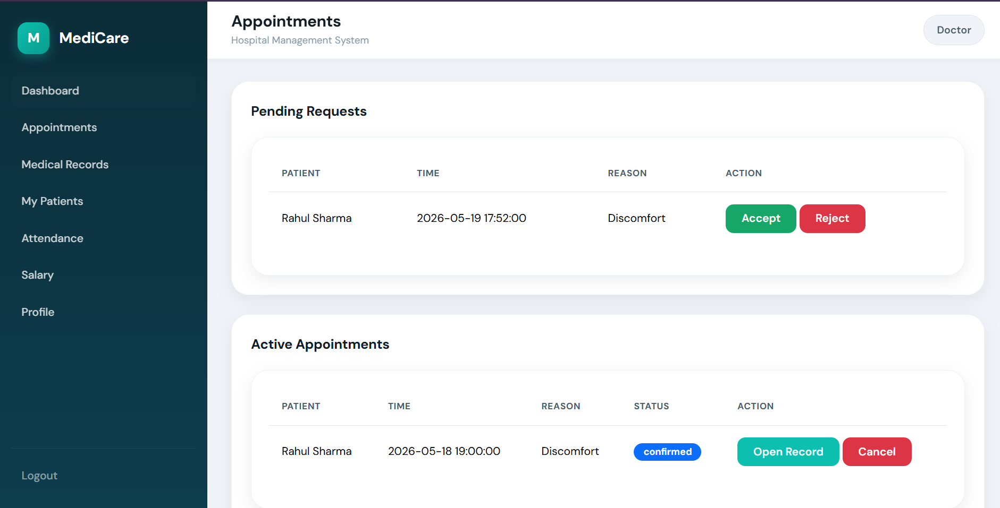 M MediCare
Dashboard
Appointments
Medical Records
My Patients
Attendance
Salary
Profile
Logout
Appointments
Hospital Management System
Doctor
Pending Requests
PATIENT TIME REASON ACTION
Rahul Sharma 2026-05-19 17:52:00 Discomfort Accept Reject
Active Appointments
PATIENT TIME REASON STATUS ACTION
Rahul Sharma 2026-05-18 19:00:00 Discomfort confirmed Open Record Cancel